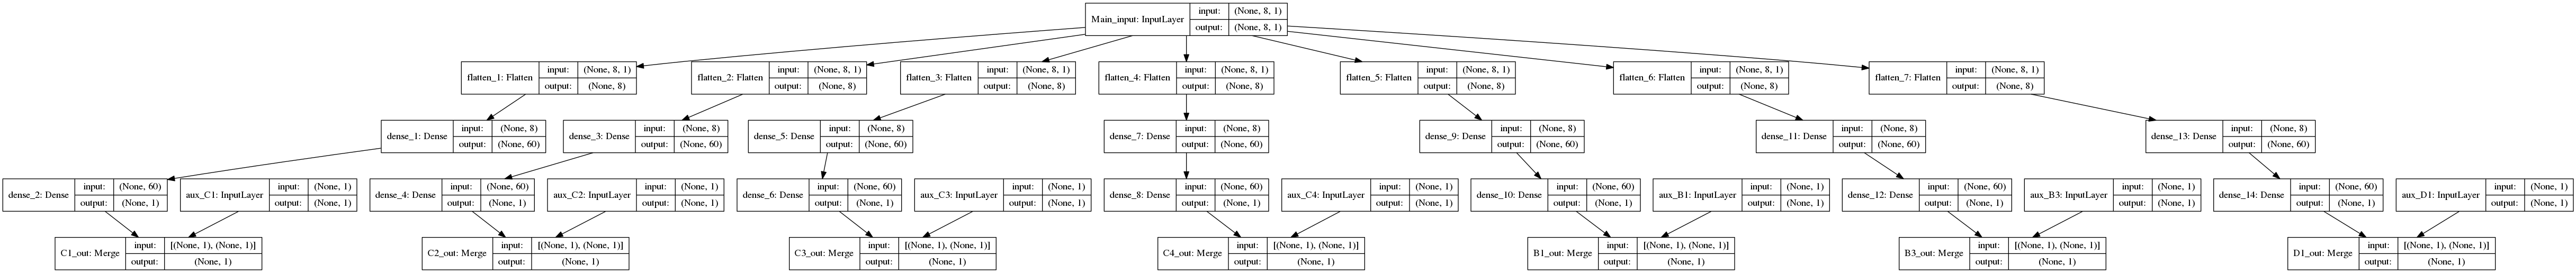 Main_input: InputLayer
input: (None, 8, 1)
output: (None, 8, 1)
flatten_1: Flatten
input: (None, 8, 1)
output: (None, 8)
flatten_2: Flatten
input: (None, 8, 1)
output: (None, 8)
flatten_3: Flatten
input: (None, 8, 1)
output: (None, 8)
flatten_4: Flatten
input: (None, 8, 1)
output: (None, 8)
flatten_5: Flatten
input: (None, 8, 1)
output: (None, 8)
flatten_6: Flatten
input: (None, 8, 1)
output: (None, 8)
flatten_7: Flatten
input: (None, 8, 1)
output: (None, 8)
dense_1: Dense
input: (None, 8)
output: (None, 60)
dense_3: Dense
input: (None, 8)
output: (None, 60)
dense_5: Dense
input: (None, 8)
output: (None, 60)
dense_7: Dense
input: (None, 8)
output: (None, 60)
dense_9: Dense
input: (None, 8)
output: (None, 60)
dense_11: Dense
input: (None, 8)
output: (None, 60)
dense_13: Dense
input: (None, 8)
output: (None, 60)
dense_2: Dense
input: (None, 60)
output: (None, 1)
aux_C1: InputLayer
input: (None, 1)
output: (None, 1)
dense_4: Dense
input: (None, 60)
output: (None, 1)
aux_C2: InputLayer
input: (None, 1)
output: (None, 1)
dense_6: Dense
input: (None, 60)
output: (None, 1)
aux_C3: InputLayer
input: (None, 1)
output: (None, 1)
dense_8: Dense
input: (None, 60)
output: (None, 1)
aux_C4: InputLayer
input: (None, 1)
output: (None, 1)
dense_10: Dense
input: (None, 60)
output: (None, 1)
aux_B1: InputLayer
input: (None, 1)
output: (None, 1)
dense_12: Dense
input: (None, 60)
output: (None, 1)
aux_B3: InputLayer
input: (None, 1)
output: (None, 1)
dense_14: Dense
input: (None, 60)
output: (None, 1)
aux_D1: InputLayer
input: (None, 1)
output: (None, 1)
C1_out: Merge
input: [(None, 1), (None, 1)]
output: (None, 1)
C2_out: Merge
input: [(None, 1), (None, 1)]
output: (None, 1)
C3_out: Merge
input: [(None, 1), (None, 1)]
output: (None, 1)
C4_out: Merge
input: [(None, 1), (None, 1)]
output: (None, 1)
B1_out: Merge
input: [(None, 1), (None, 1)]
output: (None, 1)
B3_out: Merge
input: [(None, 1), (None, 1)]
output: (None, 1)
D1_out: Merge
input: [(None, 1), (None, 1)]
output: (None, 1)